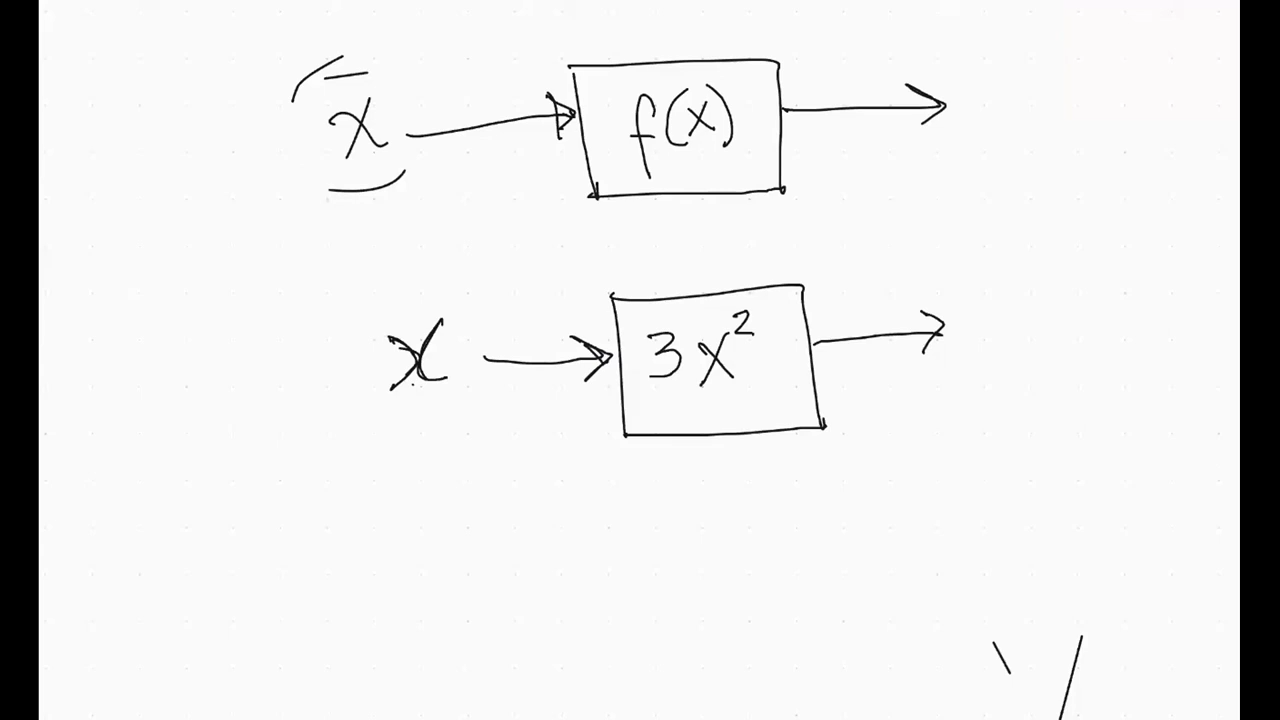 x f(x)
x 3x²